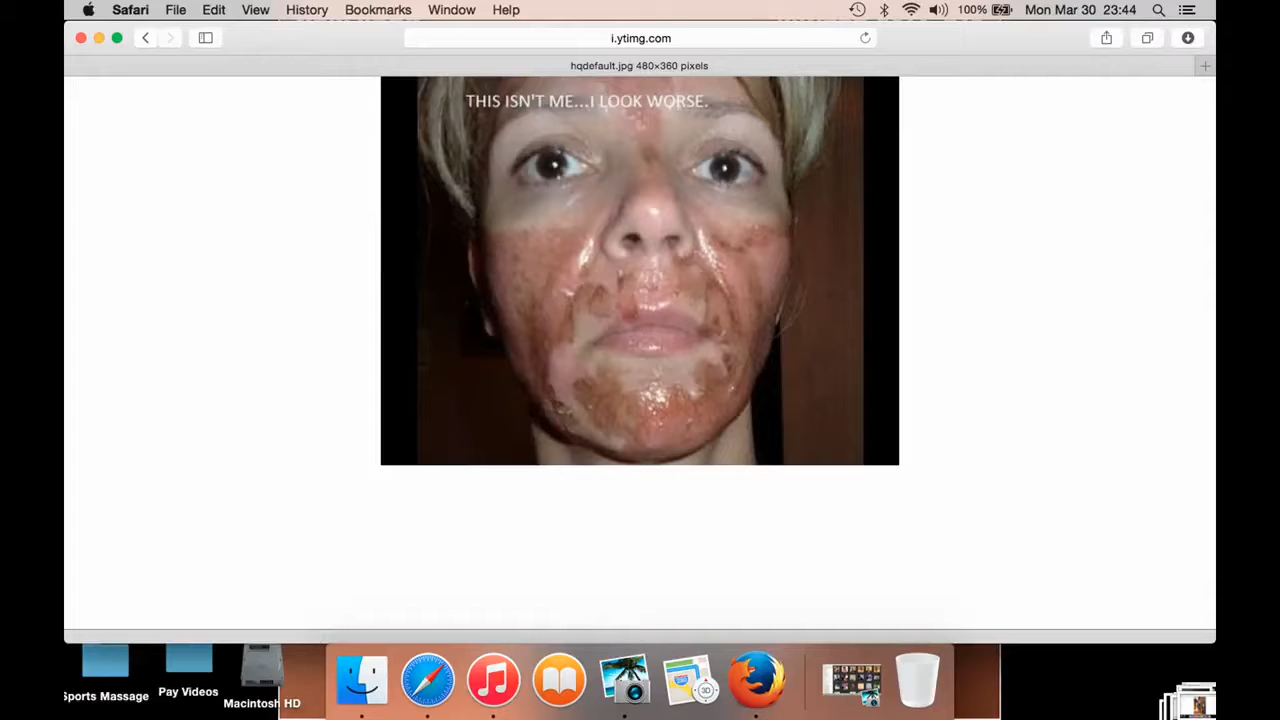 Safari File Edit View History Bookmarks Window Help 100% Mon Mar 30 23:44
i.ytimg.com
hqdefault.jpg 480×360 pixels
THIS ISN'T ME...I LOOK WORSE.
3D
Sports Massage Pay Videos Macintosh HD